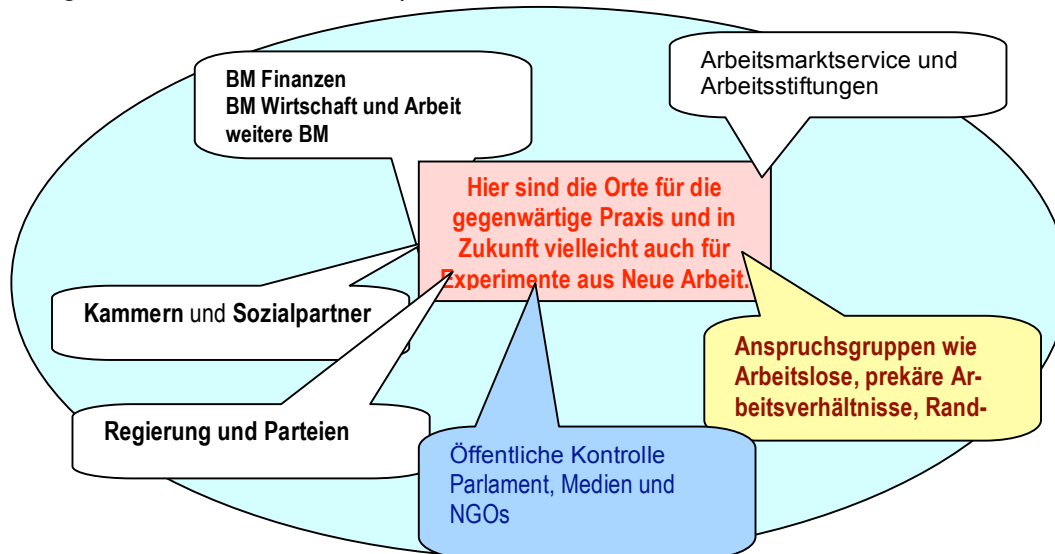 BM Finanzen
BM Wirtschaft und Arbeit
weitere BM
Arbeitsmarktservice und
Arbeitsstiftungen
Hier sind die Orte für die
gegenwärtige Praxis und in
Zukunft vielleicht auch für
Experimente aus Neue Arbeit.
Kammern und Sozialpartner
Anspruchsgruppen wie
Arbeitslose, prekäre Ar-
beitsverhältnisse, Rand-
Regierung und Parteien
Öffentliche Kontrolle
Parlament, Medien und
NGOs